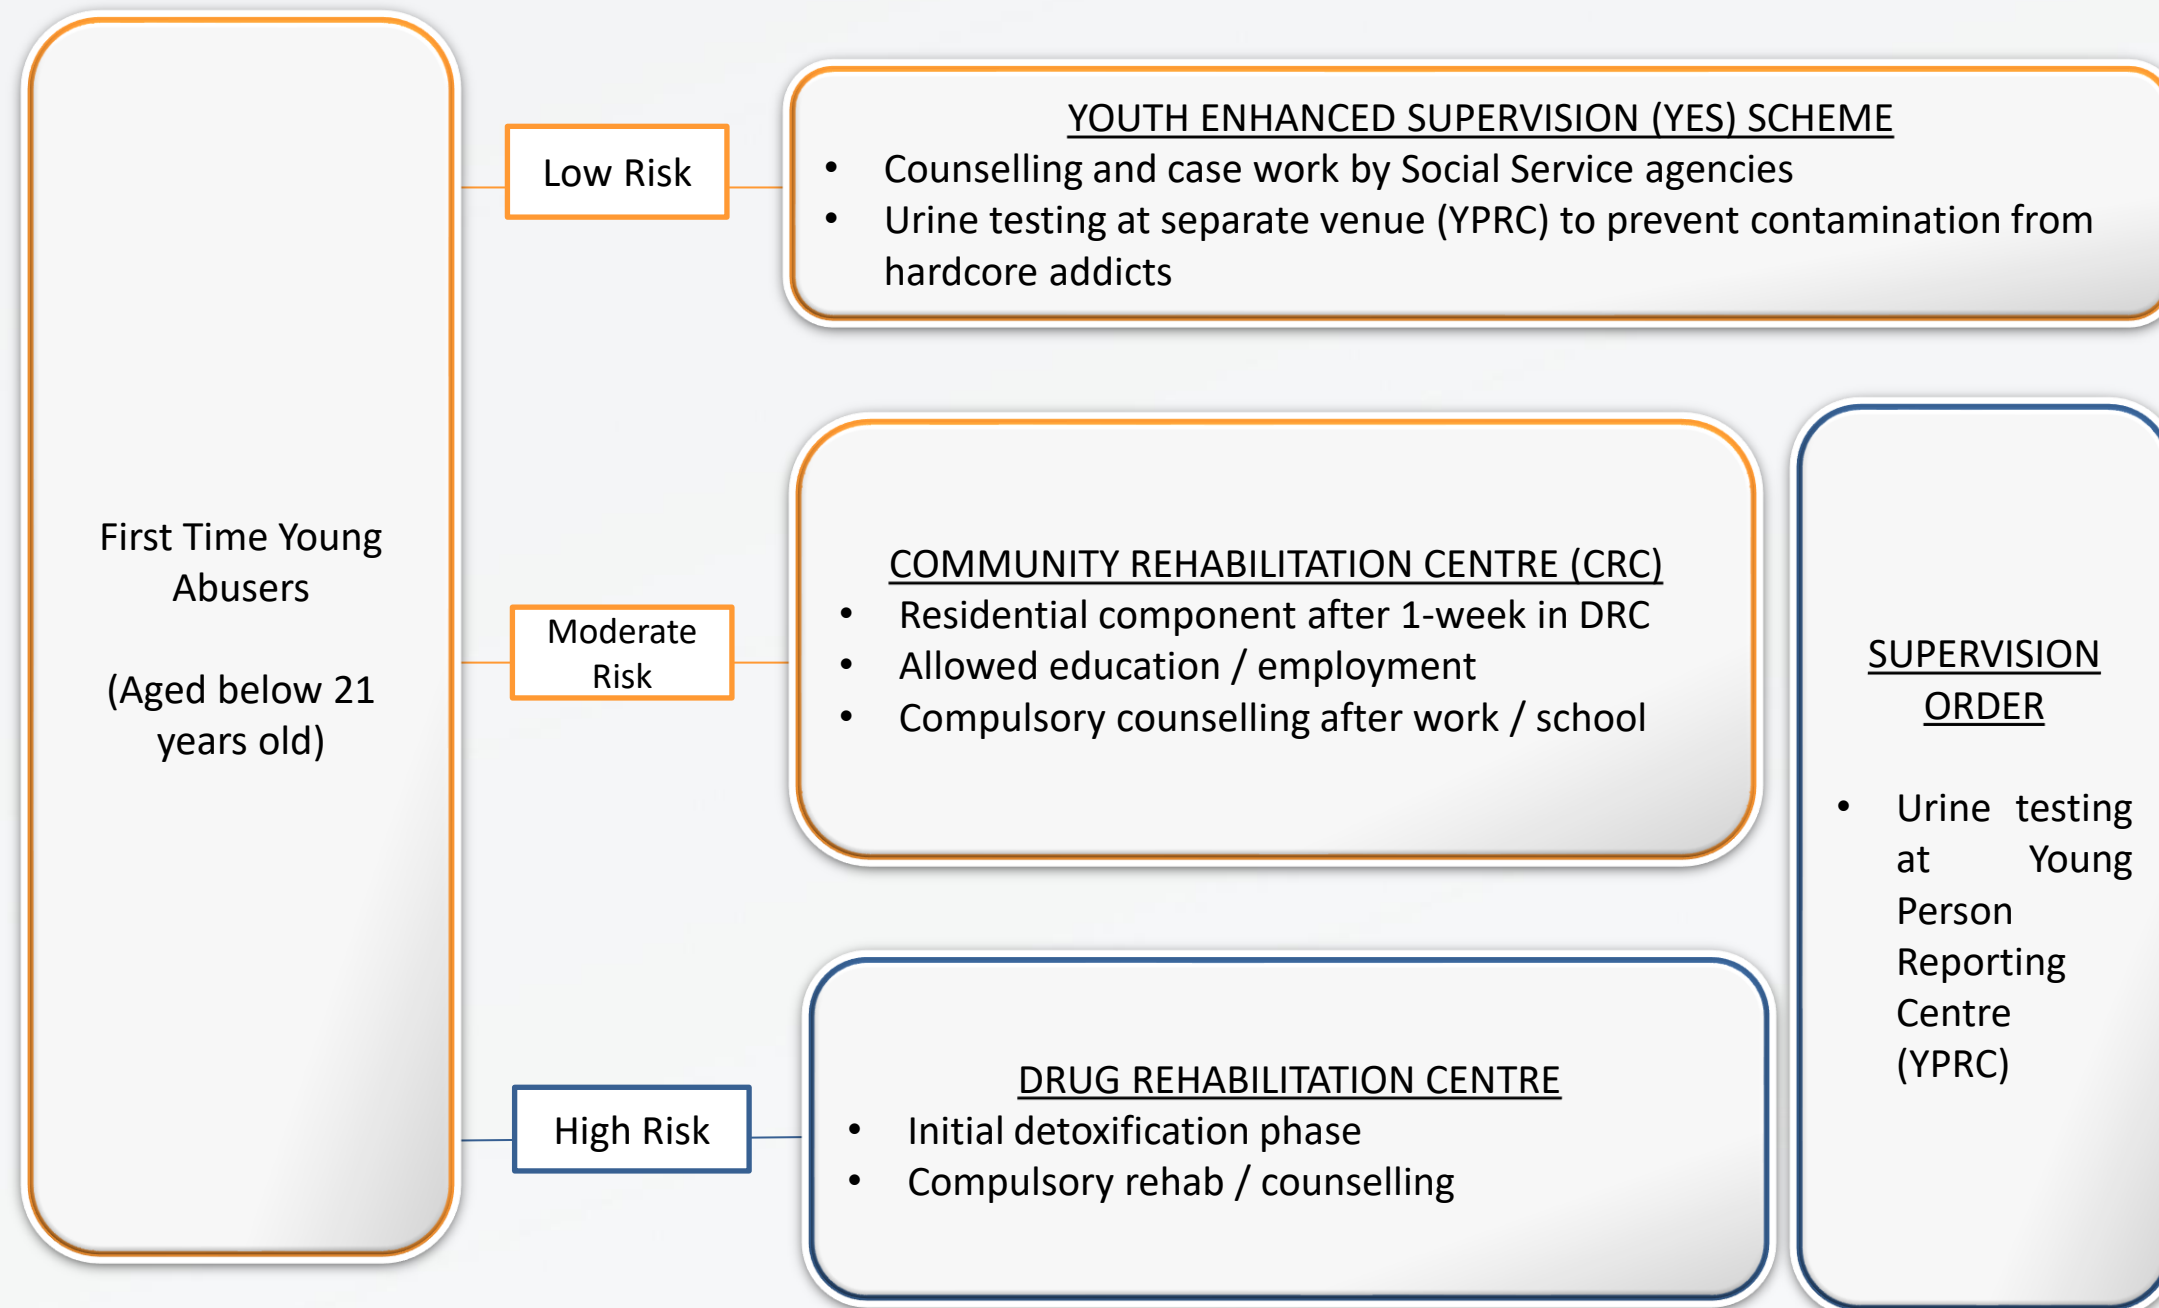 First Time Young
Abusers
(Aged below 21
years old)
Low Risk
YOUTH ENHANCED SUPERVISION (YES) SCHEME
• Counselling and case work by Social Service agencies
• Urine testing at separate venue (YPRC) to prevent contamination from
hardcore addicts
Moderate
Risk
COMMUNITY REHABILITATION CENTRE (CRC)
• Residential component after 1-week in DRC
• Allowed education / employment
• Compulsory counselling after work / school
High Risk
DRUG REHABILITATION CENTRE
• Initial detoxification phase
• Compulsory rehab / counselling
SUPERVISION
ORDER
• Urine testing
at Young
Person
Reporting
Centre
(YPRC)